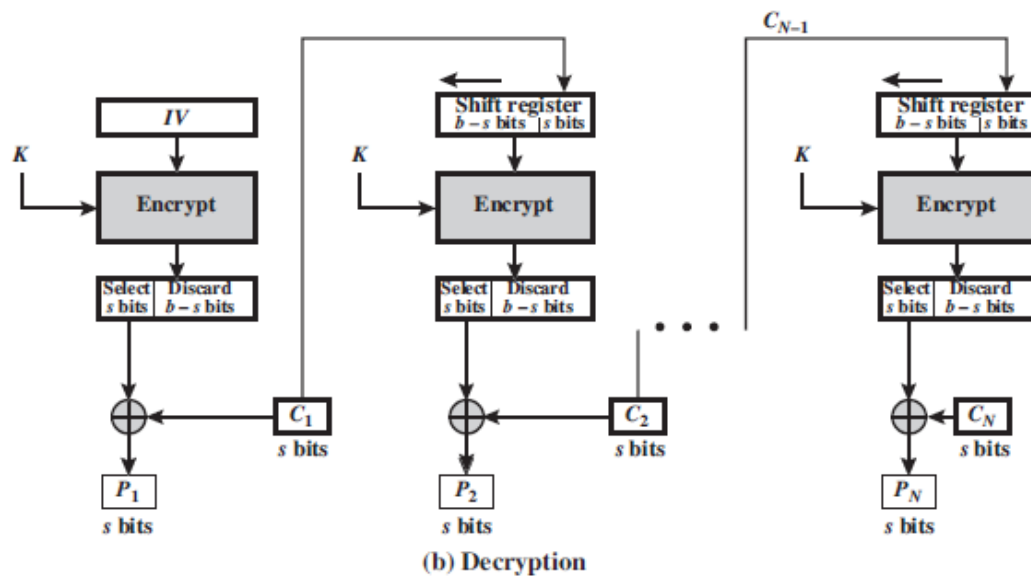 C_{N-1}
IV
Shift register
b – s bits | s bits
Shift register
b – s bits | s bits
K
K
K
Encrypt
Encrypt
Encrypt
Select Discard
s bits b – s bits
Select Discard
s bits b – s bits
Select Discard
s bits b – s bits
• • •
C_1
s bits
C_2
s bits
C_N
s bits
P_1
s bits
P_2
s bits
P_N
s bits
(b) Decryption